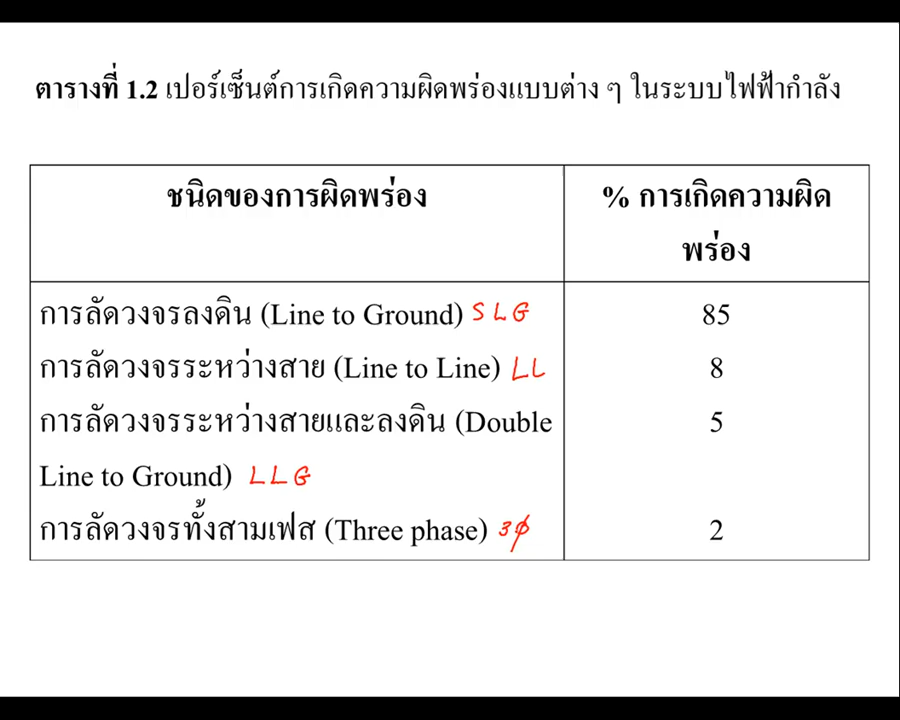 ตารางที่ 1.2 เปอร์เซ็นต์การเกิดความผิดพร่องแบบต่าง ๆ ในระบบไฟฟ้ากำลัง
ชนิดของการผิดพร่อง
% การเกิดความผิด
พร่อง
การลัดวงจรลงดิน (Line to Ground) SLG 85
การลัดวงจรระหว่างสาย (Line to Line) LL 8
การลัดวงจรระหว่างสายและลงดิน (Double 5
Line to Ground) LLG
การลัดวงจรทั้งสามเฟส (Three phase) 3φ 2